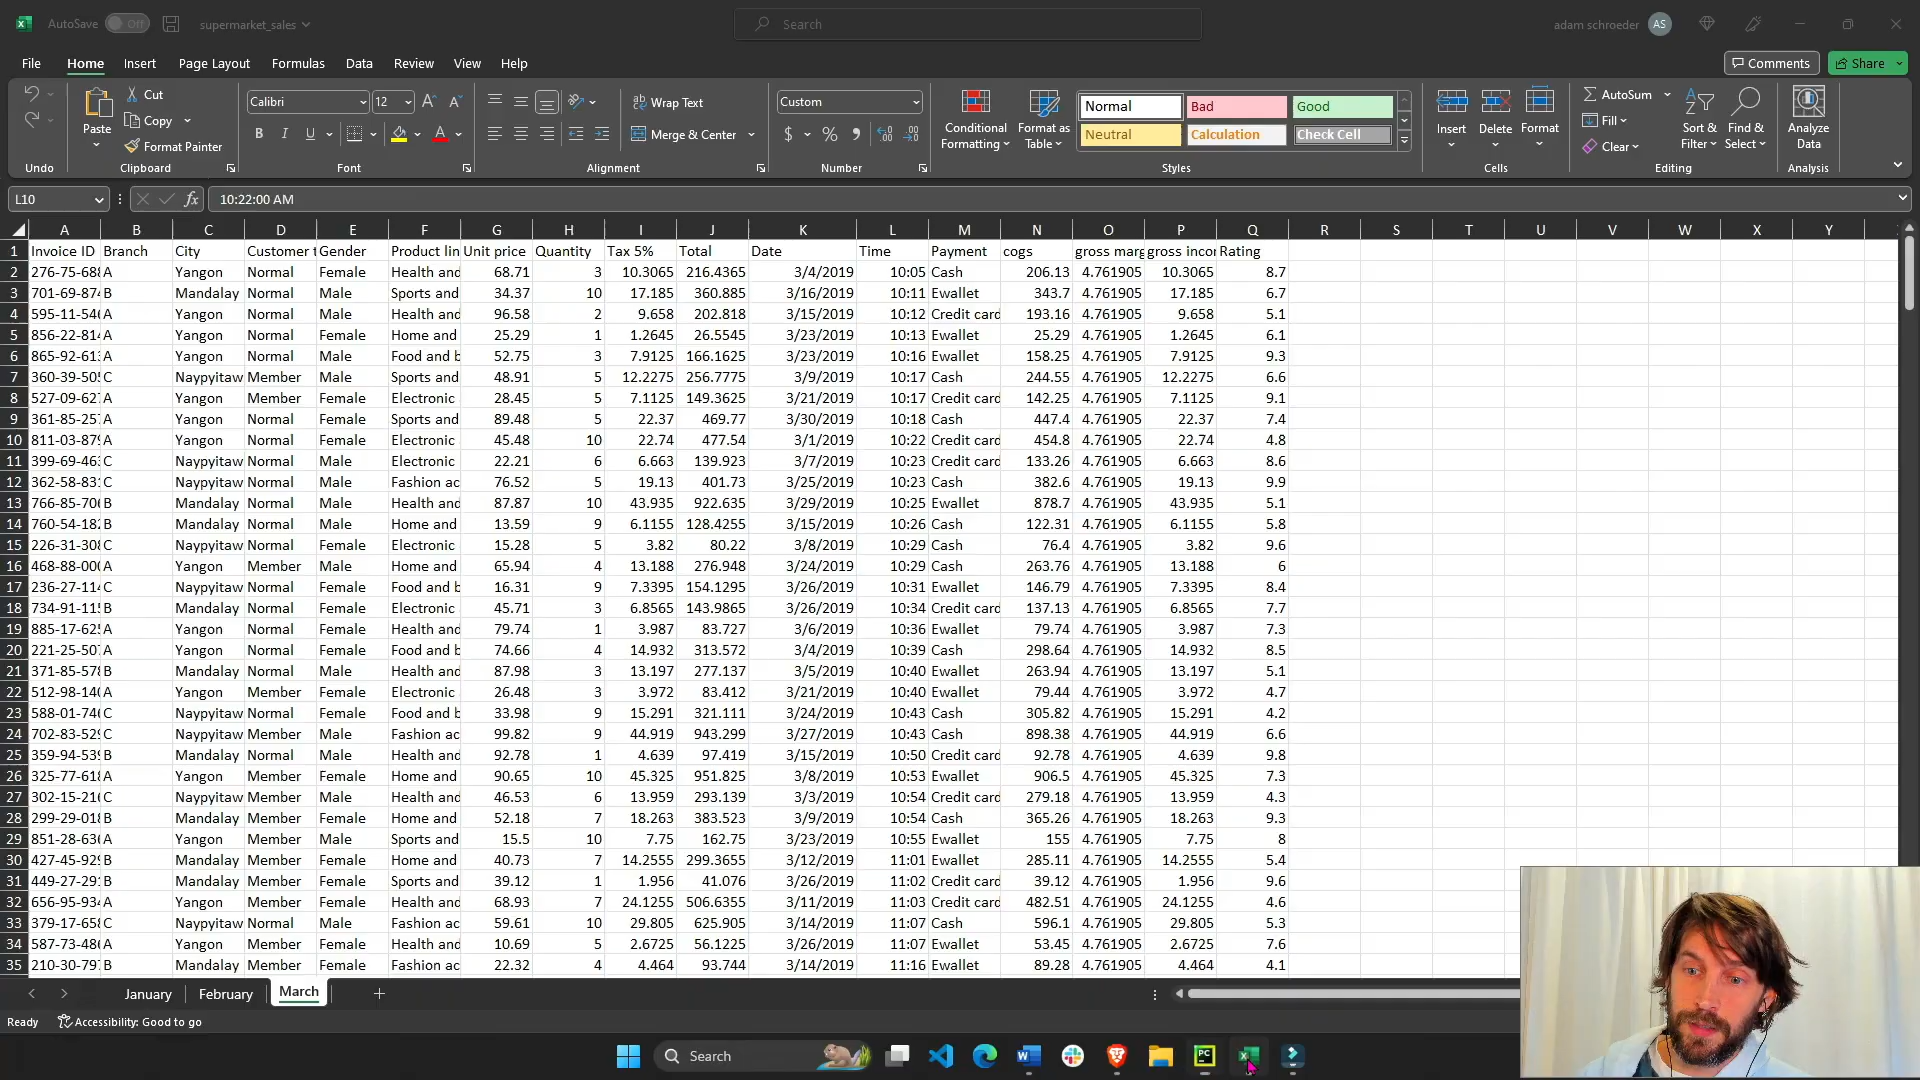 AutoSave Off supermarket_sales Search adam schroeder AS
File Home Insert Page Layout Formulas Data Review View Help Comments Share
Cut Calibri 12 Wrap Text Custom Normal Bad Good AutoSum
Paste Copy Merge & Center Conditional Formatting Format as Table Neutral Calculation Check Cell Insert Delete Format Fill Sort & Filter Find & Select Analyze Data
Format Painter Clear
Undo Clipboard Font Alignment Number Styles Cells Editing Analysis
L10 fx 10:22:00 AM
A B C D E F G H I J K L M N O P Q R S T U V W X Y
1 Invoice ID Branch City Customer t Gender Product lin Unit price Quantity Tax 5% Total Date Time Payment cogs gross marg gross incor Rating
2 276-75-688 A Yangon Normal Female Health and 68.71 3 10.3065 216.4365 3/4/2019 10:05 Cash 206.13 4.761905 10.3065 8.7
3 701-69-874 B Mandalay Normal Male Sports and 34.37 10 17.185 360.885 3/16/2019 10:11 Ewallet 343.7 4.761905 17.185 6.7
4 595-11-546 A Yangon Normal Male Health and 96.58 2 9.658 202.818 3/15/2019 10:12 Credit card 193.16 4.761905 9.658 5.1
5 856-22-814 A Yangon Normal Female Home and 25.29 1 1.2645 26.5545 3/23/2019 10:13 Ewallet 25.29 4.761905 1.2645 6.1
6 865-92-613 A Yangon Normal Male Food and b 52.75 3 7.9125 166.1625 3/23/2019 10:16 Ewallet 158.25 4.761905 7.9125 9.3
7 360-39-505 C Naypyitaw Member Male Sports and 48.91 5 12.2275 256.7775 3/9/2019 10:17 Cash 244.55 4.761905 12.2275 6.6
8 527-09-627 A Yangon Member Female Electronic 28.45 5 7.1125 149.3625 3/21/2019 10:17 Credit card 142.25 4.761905 7.1125 9.1
9 361-85-257 A Yangon Normal Female Sports and 89.48 5 22.37 469.77 3/30/2019 10:18 Cash 447.4 4.761905 22.37 7.4
10 811-03-879 A Yangon Normal Female Electronic 45.48 10 22.74 477.54 3/1/2019 10:22 Credit card 454.8 4.761905 22.74 4.8
11 399-69-463 C Naypyitaw Normal Male Electronic 22.21 6 6.663 139.923 3/7/2019 10:23 Credit card 133.26 4.761905 6.663 8.6
12 362-58-831 C Naypyitaw Normal Male Fashion ac 76.52 5 19.13 401.73 3/25/2019 10:23 Cash 382.6 4.761905 19.13 9.9
13 766-85-706 B Mandalay Normal Male Health and 87.87 10 43.935 922.635 3/29/2019 10:25 Ewallet 878.7 4.761905 43.935 5.1
14 760-54-182 B Mandalay Normal Male Home and 13.59 9 6.1155 128.4255 3/15/2019 10:26 Cash 122.31 4.761905 6.1155 5.8
15 226-31-308 C Naypyitaw Normal Female Electronic 15.28 5 3.82 80.22 3/8/2019 10:29 Cash 76.4 4.761905 3.82 9.6
16 468-88-000 A Yangon Member Male Home and 65.94 4 13.188 276.948 3/24/2019 10:29 Cash 263.76 4.761905 13.188 6
17 236-27-114 C Naypyitaw Normal Female Food and b 16.31 9 7.3395 154.1295 3/26/2019 10:31 Ewallet 146.79 4.761905 7.3395 8.4
18 734-91-115 B Mandalay Normal Female Electronic 45.71 3 6.8565 143.9865 3/26/2019 10:34 Credit card 137.13 4.761905 6.8565 7.7
19 885-17-625 A Yangon Normal Female Health and 79.74 1 3.987 83.727 3/6/2019 10:36 Ewallet 79.74 4.761905 3.987 7.3
20 221-25-507 A Yangon Normal Female Food and b 74.66 4 14.932 313.572 3/4/2019 10:39 Cash 298.64 4.761905 14.932 8.5
21 371-85-578 B Mandalay Normal Male Health and 87.98 3 13.197 277.137 3/5/2019 10:40 Ewallet 263.94 4.761905 13.197 5.1
22 512-98-140 A Yangon Member Female Electronic 26.48 3 3.972 83.412 3/21/2019 10:40 Ewallet 79.44 4.761905 3.972 4.7
23 588-01-746 C Naypyitaw Normal Female Food and b 33.98 9 15.291 321.111 3/24/2019 10:43 Cash 305.82 4.761905 15.291 4.2
24 702-83-529 C Naypyitaw Member Male Fashion ac 99.82 9 44.919 943.299 3/27/2019 10:43 Cash 898.38 4.761905 44.919 6.6
25 359-94-539 B Mandalay Normal Male Health and 92.78 1 4.639 97.419 3/15/2019 10:50 Credit card 92.78 4.761905 4.639 9.8
26 325-77-618 A Yangon Member Female Home and 90.65 10 45.325 951.825 3/8/2019 10:53 Ewallet 906.5 4.761905 45.325 7.3
27 302-15-216 C Naypyitaw Member Male Health and 46.53 6 13.959 293.139 3/3/2019 10:54 Credit card 279.18 4.761905 13.959 4.3
28 299-29-018 B Mandalay Member Female Home and 52.18 7 18.263 383.523 3/9/2019 10:54 Cash 365.26 4.761905 18.263 9.3
29 851-28-636 A Yangon Member Male Sports and 15.5 10 7.75 162.75 3/23/2019 10:55 Ewallet 155 4.761905 7.75 8
30 427-45-929 B Mandalay Member Female Home and 40.73 7 14.2555 299.3655 3/12/2019 11:01 Ewallet 285.11 4.761905 14.2555 5.4
31 449-27-291 B Mandalay Member Female Sports and 39.12 1 1.956 41.076 3/26/2019 11:02 Credit card 39.12 4.761905 1.956 9.6
32 656-95-934 A Yangon Member Female Health and 68.93 7 24.1255 506.6355 3/11/2019 11:03 Credit card 482.51 4.761905 24.1255 4.6
33 379-17-658 C Naypyitaw Normal Male Fashion ac 59.61 10 29.805 625.905 3/14/2019 11:07 Cash 596.1 4.761905 29.805 5.3
34 587-73-486 A Yangon Member Female Health and 10.69 5 2.6725 56.1225 3/26/2019 11:07 Ewallet 53.45 4.761905 2.6725 7.6
35 210-30-797 B Mandalay Member Female Fashion ac 22.32 4 4.464 93.744 3/14/2019 11:16 Ewallet 89.28 4.761905 4.464 4.1
January February March
Ready Accessibility: Good to go
Search